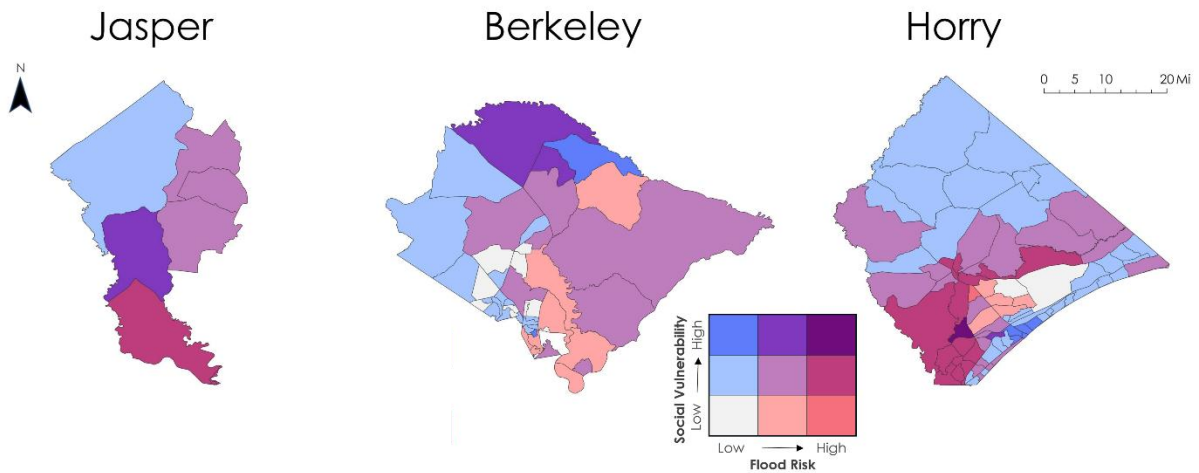 Jasper
Berkeley
Horry
N
0 5 10 20 Mi
Social Vulnerability
Low High
Low High
Flood Risk